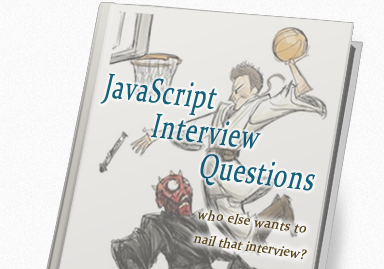 JavaScript
Interview
Questions
who else wants to
nail that interview?